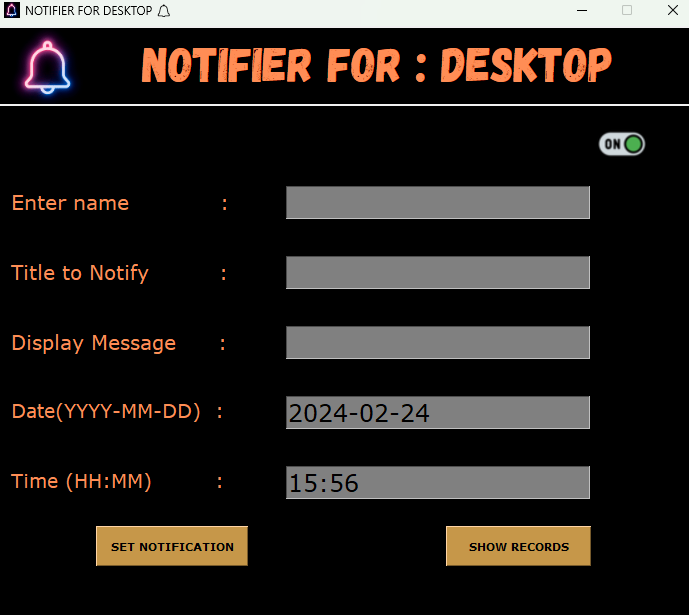 NOTIFIER FOR DESKTOP
NOTIFIER FOR : DESKTOP
ON
Enter name :
Title to Notify :
Display Message :
Date(YYYY-MM-DD) : 2024-02-24
Time (HH:MM) : 15:56
SET NOTIFICATION SHOW RECORDS